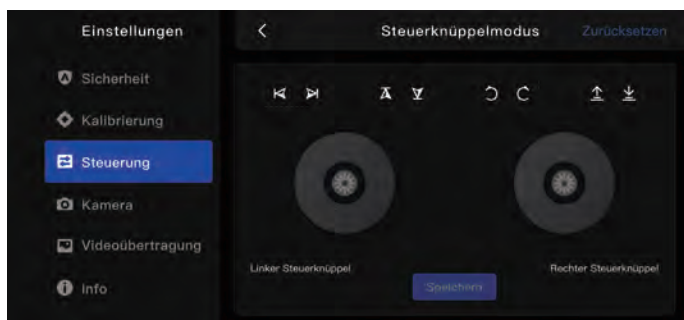 Einstellungen
Steuerknüppelmodus
Zurücksetzen
Sicherheit
Kalibrierung
Steuerung
Kamera
Videoübertragung
Info
Linker Steuerknüppel
Rechter Steuerknüppel
Speichern